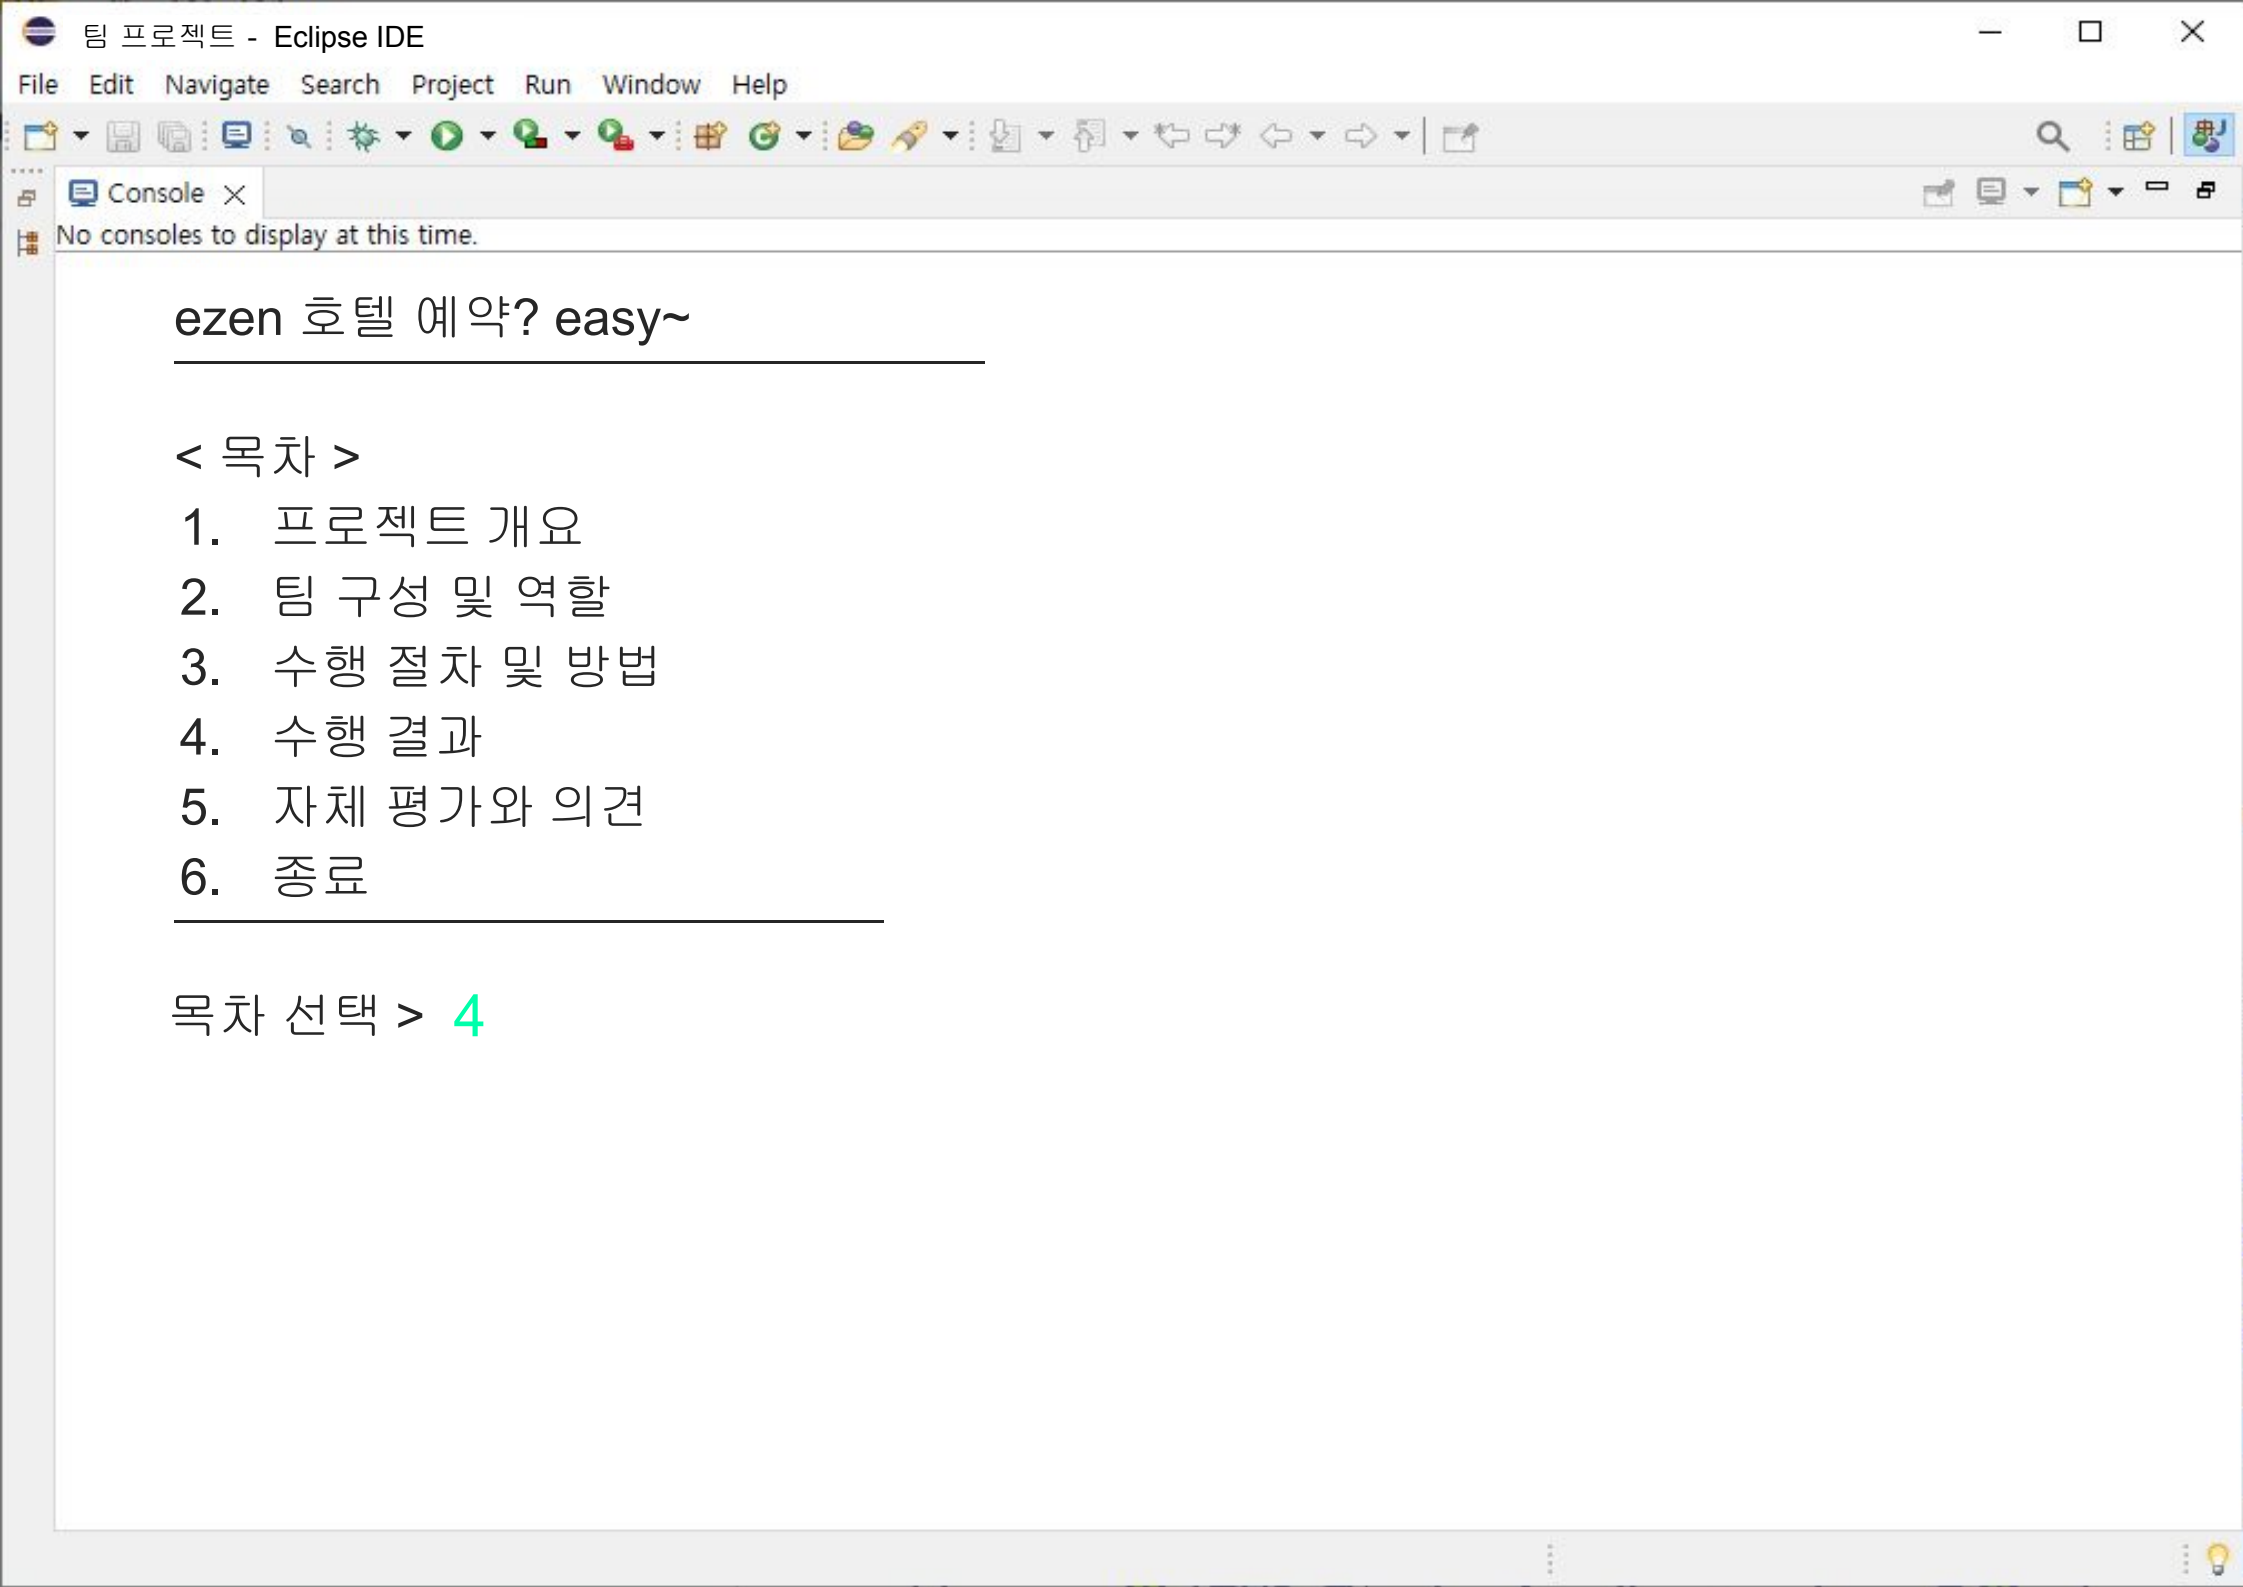 팀 프로젝트 - Eclipse IDE
File Edit Navigate Search Project Run Window Help
Console
No consoles to display at this time.
ezen 호텔 예약? easy~
< 목차 >
1. 프로젝트 개요
2. 팀 구성 및 역할
3. 수행 절차 및 방법
4. 수행 결과
5. 자체 평가와 의견
6. 종료
목차 선택 > 4